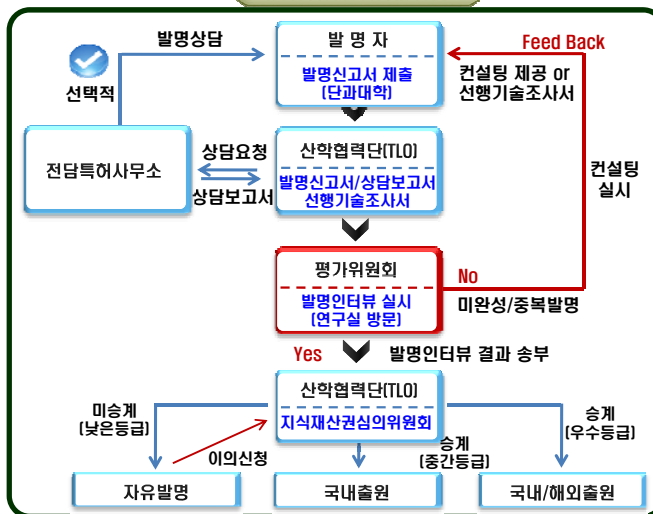 발명상담
선택적
발 명 자
발명신고서 제출
(단과대학)
Feed Back
컨설팅 제공 or
선행기술조사서
전담특허사무소
상담요청
상담보고서
산학협력단(TLO)
발명신고서/상담보고서
선행기술조사서
컨설팅
실시
평가위원회
발명인터뷰 실시
(연구실 방문)
No
미완성/중복발명
Yes
발명인터뷰 결과 송부
산학협력단(TLO)
지식재산권심의위원회
미승계
(낮은등급)
이의신청
승계
(중간등급)
승계
(우수등급)
자유발명
국내출원
국내/해외출원